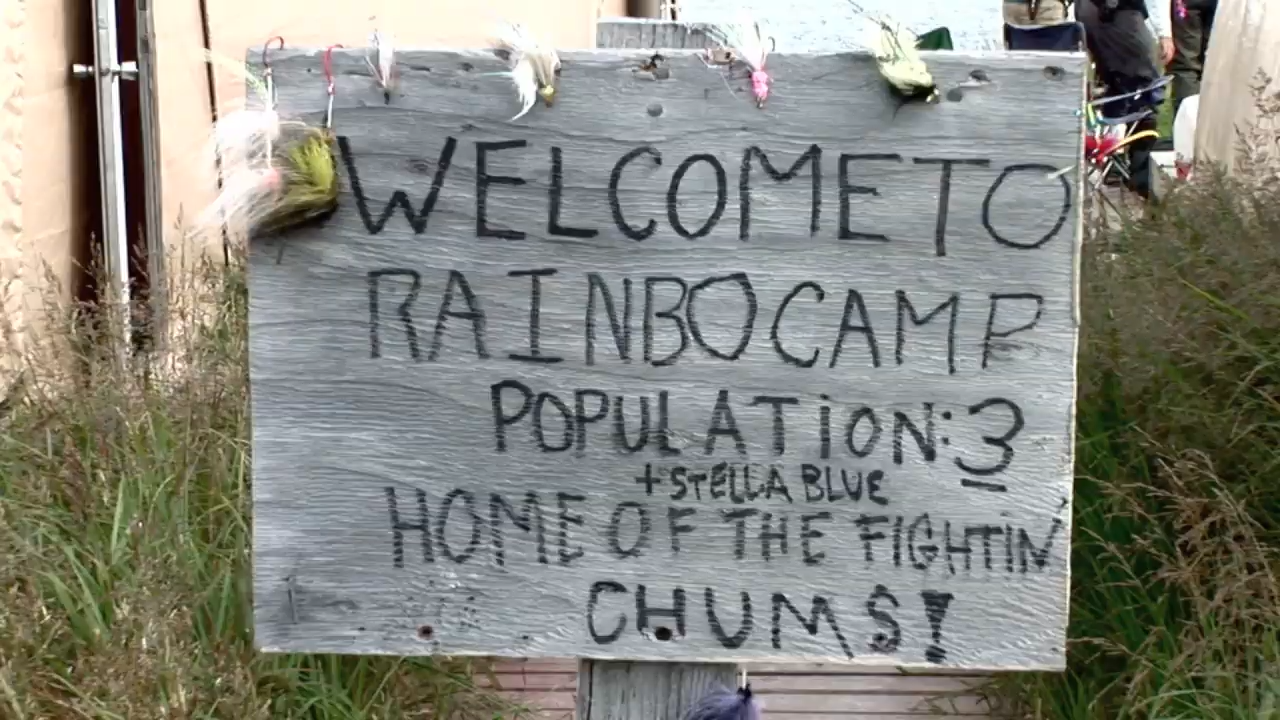 WELCOME TO
RAINBO CAMP
POPULATION: 3
+ STELLA BLUE
HOME OF THE FIGHTIN'
CHUMS!